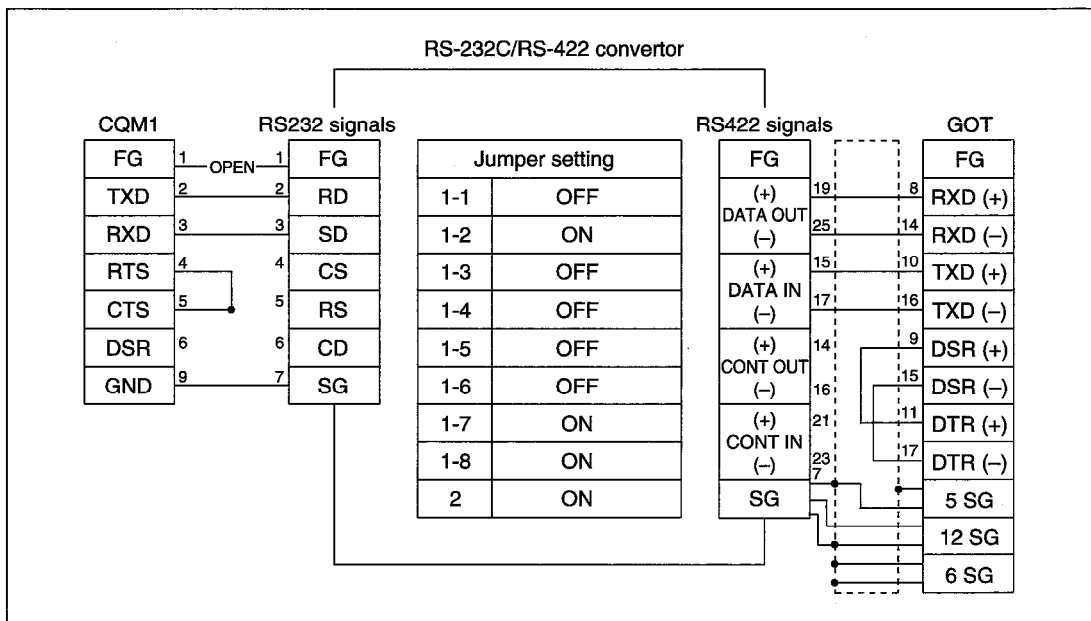 RS-232C/RS-422 convertor
CQM1 RS232 signals RS422 signals GOT
FG 1 OPEN 1 FG Jumper setting FG FG
TXD 2 2 RD 1-1 OFF (+) DATA OUT 19 8 RXD (+)
RXD 3 3 SD 1-2 ON (–) 25 14 RXD (–)
RTS 4 4 CS 1-3 OFF (+) DATA IN 15 10 TXD (+)
CTS 5 5 RS 1-4 OFF (–) 17 16 TXD (–)
DSR 6 6 CD 1-5 OFF (+) CONT OUT 14 9 DSR (+)
GND 9 7 SG 1-6 OFF (–) 16 15 DSR (–)
1-7 ON (+) CONT IN 21 11 DTR (+)
1-8 ON (–) 23 17 DTR (–)
2 ON SG 7 5 SG
12 SG
6 SG